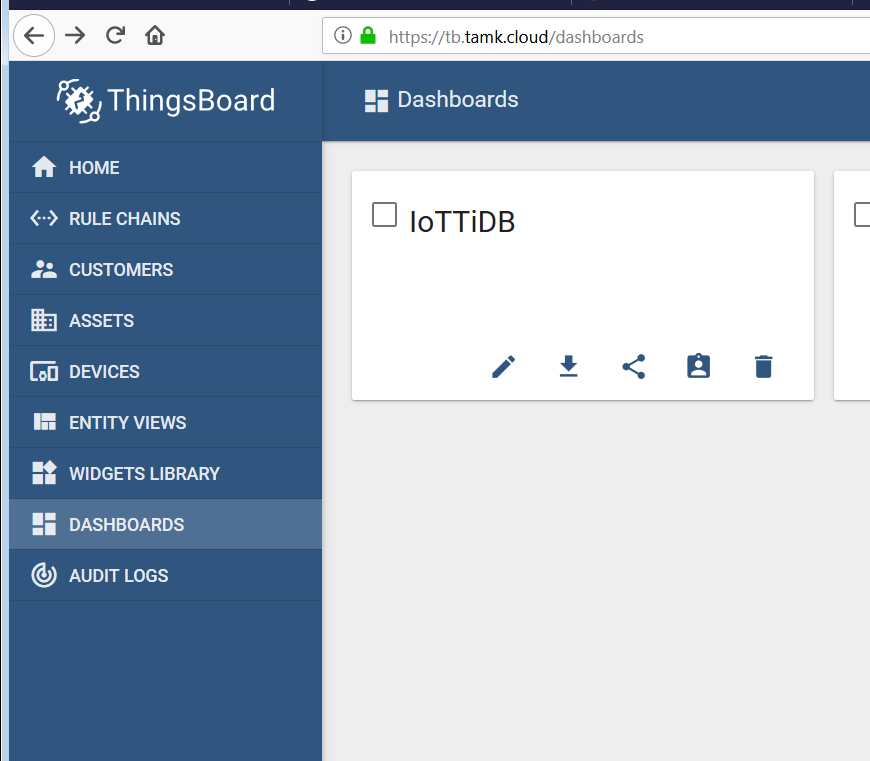 https://tb.tamk.cloud/dashboards
ThingsBoard
Dashboards
HOME
RULE CHAINS
CUSTOMERS
ASSETS
DEVICES
ENTITY VIEWS
WIDGETS LIBRARY
DASHBOARDS
AUDIT LOGS
IoTTiDB